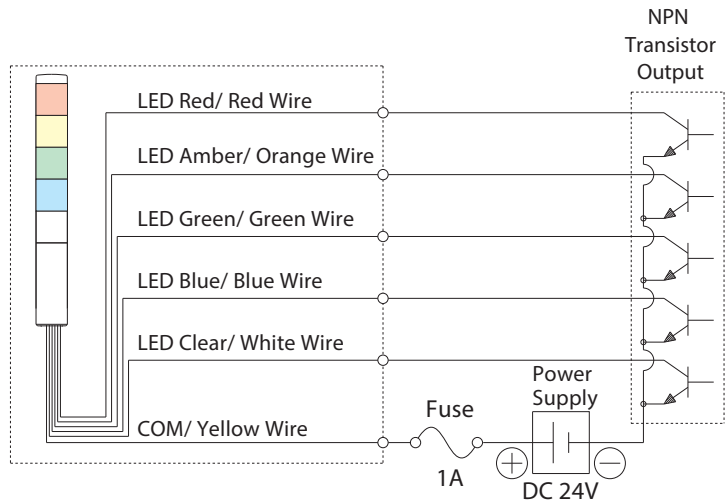 NPN
Transistor
Output
LED Red/ Red Wire
LED Amber/ Orange Wire
LED Green/ Green Wire
LED Blue/ Blue Wire
LED Clear/ White Wire
COM/ Yellow Wire
Fuse
1A
Power
Supply
+
−
DC 24V